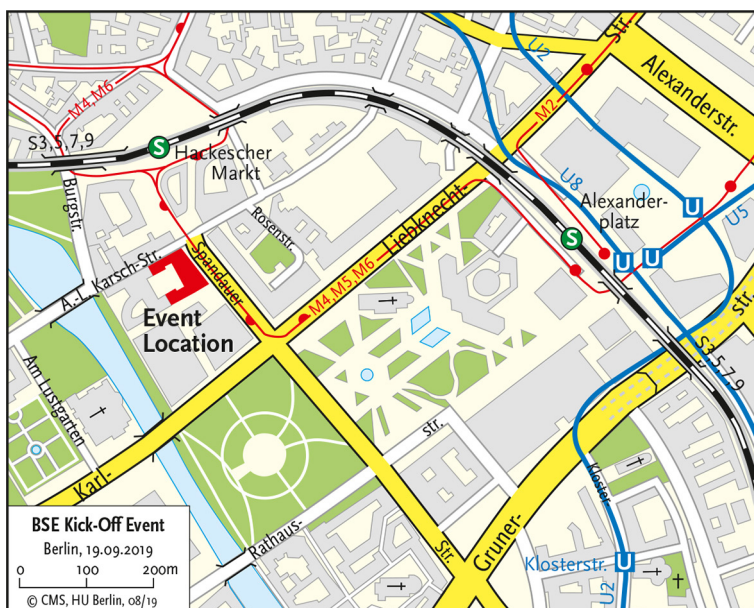 U2
Str.
Alexanderstr.
M4,M6
M2
S3,5,7,9
S
Hackescher
Markt
Burgstr.
U8
Alexander-
platz
U
U5
S
U
U
Liebknecht-
Rosenstr.
Spandauer
A.-L. Karsch-Str.
M4,M5,M6
Event
Location
str.
S3,5,7,9
Am Lustgarten
Karl-
str.
Rathaus-
Str.
Gruner-
Kloster-
Klosterstr.
U
U2
BSE Kick-Off Event
Berlin, 19.09.2019
0 100 200m
© CMS, HU Berlin, 08/19